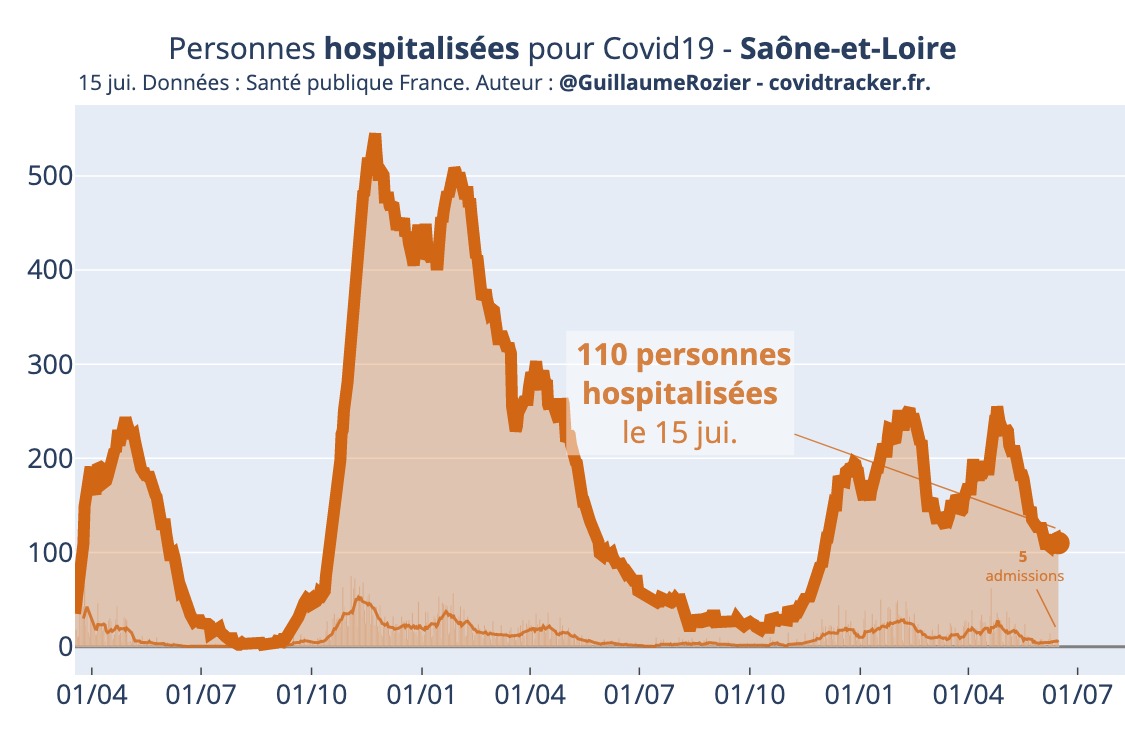 Personnes hospitalisées pour Covid19 - Saône-et-Loire
15 jui. Données : Santé publique France. Auteur : @GuillaumeRozier - covidtracker.fr.
500
400
300
200
100
0
110 personnes
hospitalisées
le 15 jui.
5
admissions
01/04 01/07 01/10 01/01 01/04 01/07 01/10 01/01 01/04 01/07